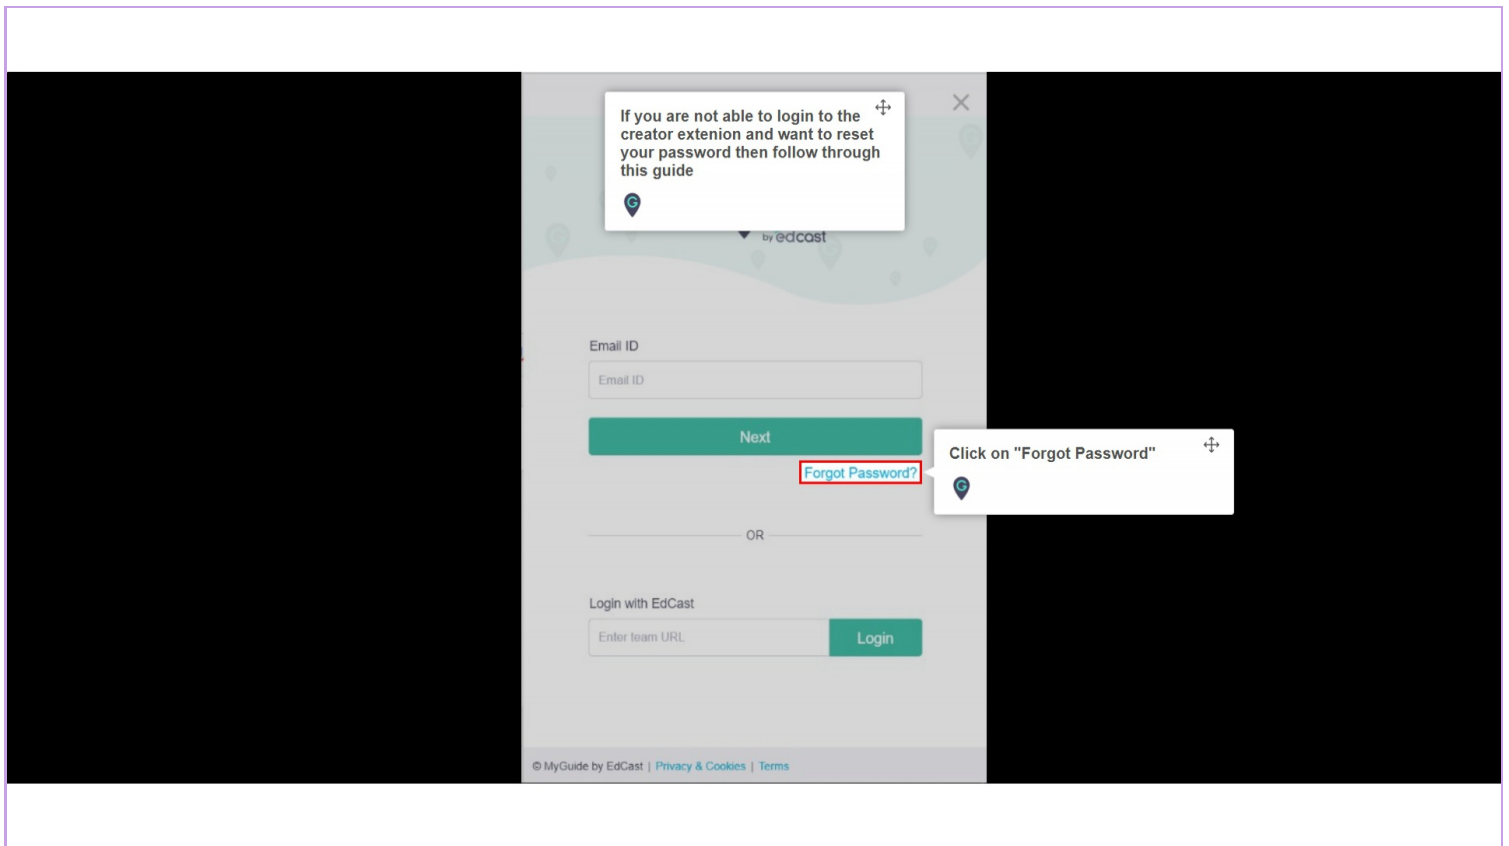 If you are not able to login to the
creator extenion and want to reset
your password then follow through
this guide
G
by edcast
Email ID
Email ID
Next
Forgot Password?
Click on "Forgot Password"
G
OR
Login with EdCast
Enter team URL
Login
© MyGuide by EdCast | Privacy & Cookies | Terms